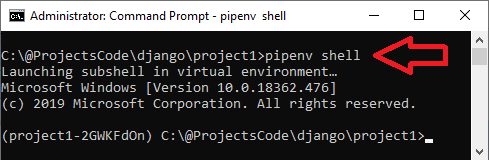 Administrator: Command Prompt - pipenv  shell
C:\@ProjectsCode\django\project1>pipenv shell
Launching subshell in virtual environment…
Microsoft Windows [Version 10.0.18362.476]
(c) 2019 Microsoft Corporation. All rights reserved.
(project1-2GWKFdOn) C:\@ProjectsCode\django\project1>